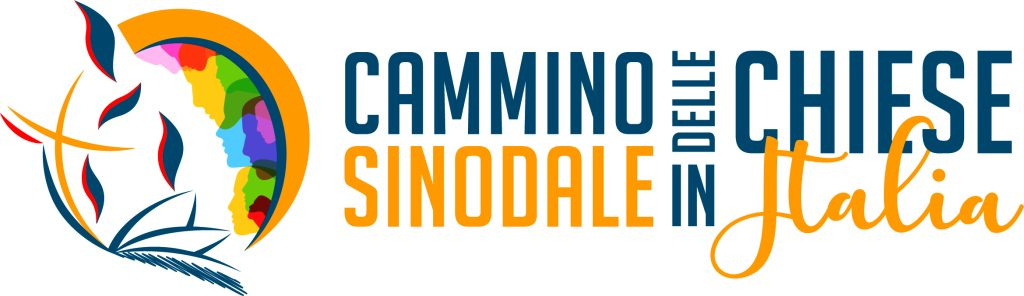 CAMMINO
SINODALE
DELLE
CHIESE
IN
Italia